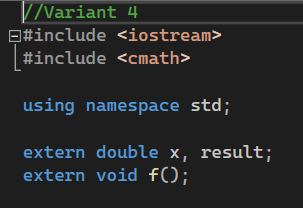 //Variant 4
#include <iostream>
#include <cmath>
using namespace std;
extern double x, result;
extern void f();